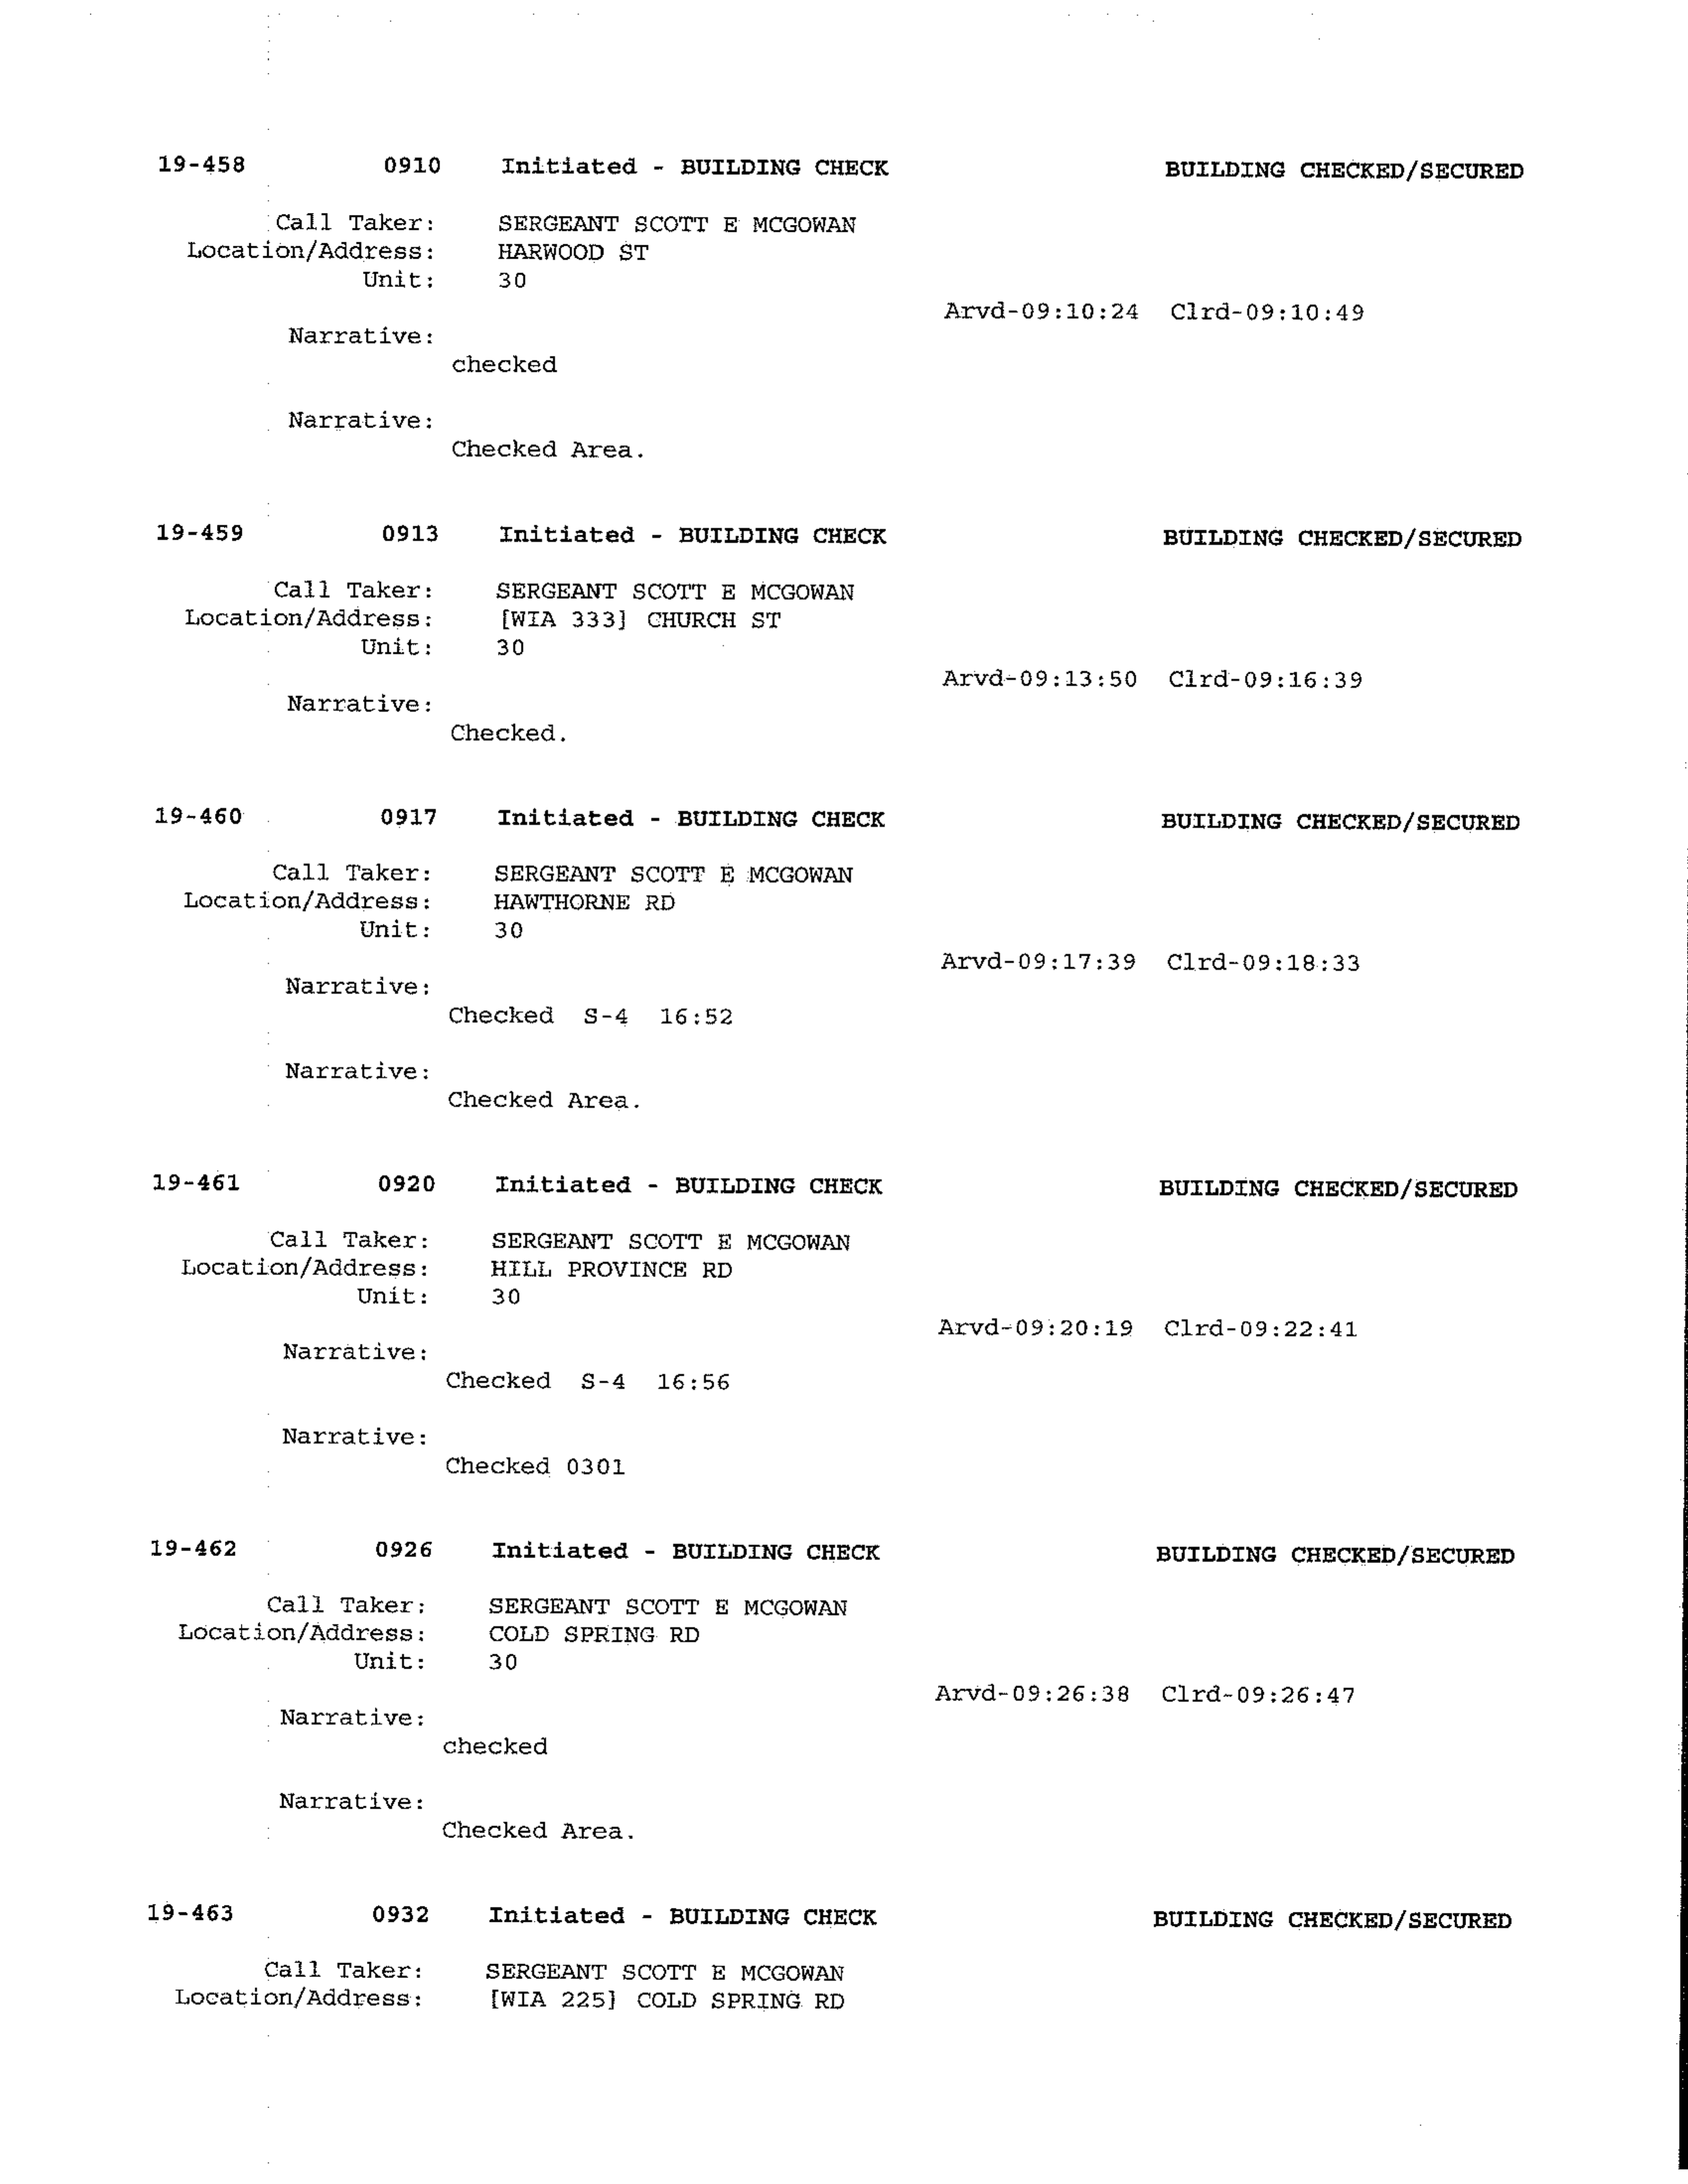 19-458 0910 Initiated - BUILDING CHECK BUILDING CHECKED/SECURED
Call Taker: SERGEANT SCOTT E MCGOWAN
Location/Address: HARWOOD ST
Unit: 30
Arvd-09:10:24 Clrd-09:10:49
Narrative:
checked
Narrative:
Checked Area.
19-459 0913 Initiated - BUILDING CHECK BUILDING CHECKED/SECURED
Call Taker: SERGEANT SCOTT E MCGOWAN
Location/Address: [WIA 333] CHURCH ST
Unit: 30
Arvd-09:13:50 Clrd-09:16:39
Narrative:
Checked.
19-460 0917 Initiated - BUILDING CHECK BUILDING CHECKED/SECURED
Call Taker: SERGEANT SCOTT E MCGOWAN
Location/Address: HAWTHORNE RD
Unit: 30
Arvd-09:17:39 Clrd-09:18:33
Narrative:
Checked S-4 16:52
Narrative:
Checked Area.
19-461 0920 Initiated - BUILDING CHECK BUILDING CHECKED/SECURED
Call Taker: SERGEANT SCOTT E MCGOWAN
Location/Address: HILL PROVINCE RD
Unit: 30
Arvd-09:20:19 Clrd-09:22:41
Narrative:
Checked S-4 16:56
Narrative:
Checked 0301
19-462 0926 Initiated - BUILDING CHECK BUILDING CHECKED/SECURED
Call Taker: SERGEANT SCOTT E MCGOWAN
Location/Address: COLD SPRING RD
Unit: 30
Arvd-09:26:38 Clrd-09:26:47
Narrative:
checked
Narrative:
Checked Area.
19-463 0932 Initiated - BUILDING CHECK BUILDING CHECKED/SECURED
Call Taker: SERGEANT SCOTT E MCGOWAN
Location/Address: [WIA 225] COLD SPRING RD